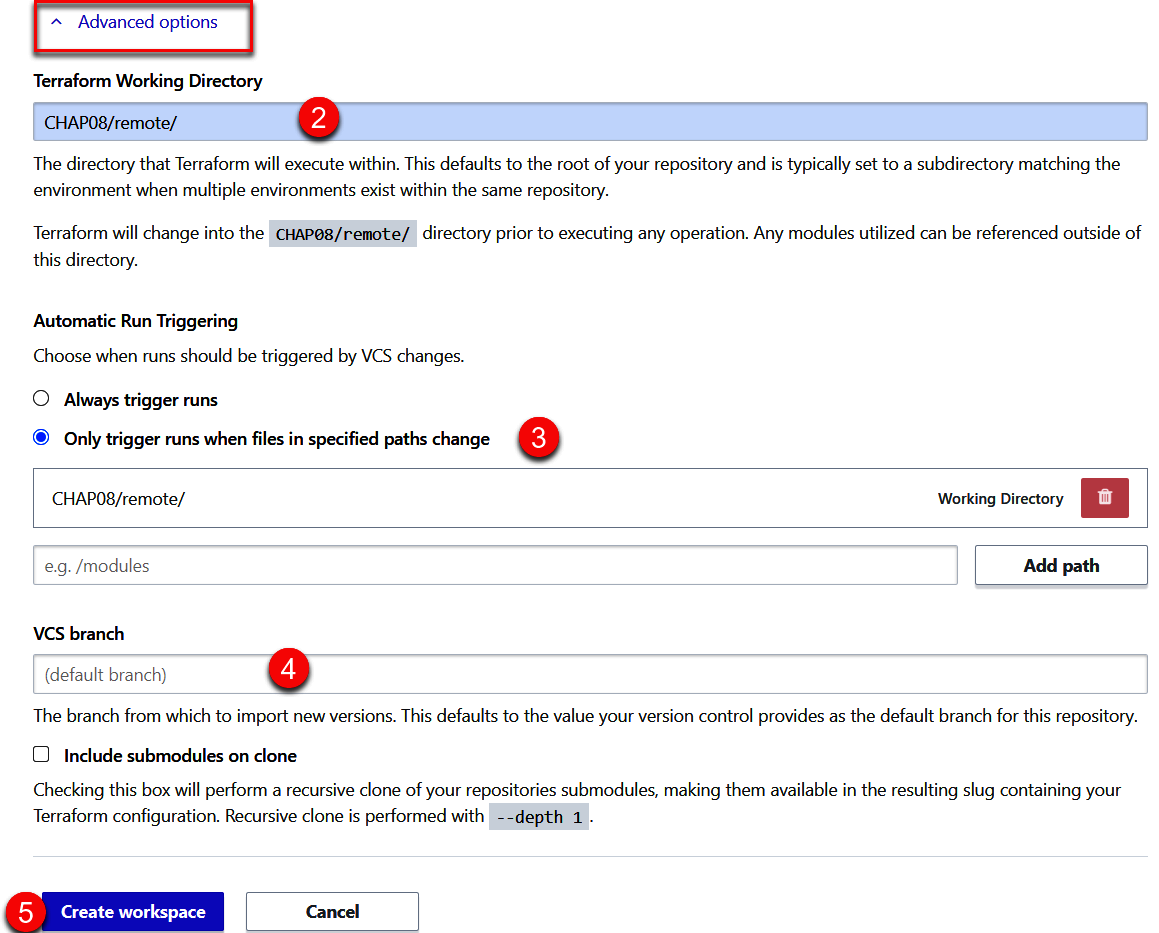 Advanced options
Terraform Working Directory
CHAP08/remote/
2
The directory that Terraform will execute within. This defaults to the root of your repository and is typically set to a subdirectory matching the
environment when multiple environments exist within the same repository.
Terraform will change into the CHAP08/remote/ directory prior to executing any operation. Any modules utilized can be referenced outside of
this directory.
Automatic Run Triggering
Choose when runs should be triggered by VCS changes.
Always trigger runs
Only trigger runs when files in specified paths change
3
CHAP08/remote/
Working Directory
e.g. /modules
Add path
VCS branch
(default branch)
4
The branch from which to import new versions. This defaults to the value your version control provides as the default branch for this repository.
Include submodules on clone
Checking this box will perform a recursive clone of your repositories submodules, making them available in the resulting slug containing your
Terraform configuration. Recursive clone is performed with --depth 1.
5
Create workspace
Cancel